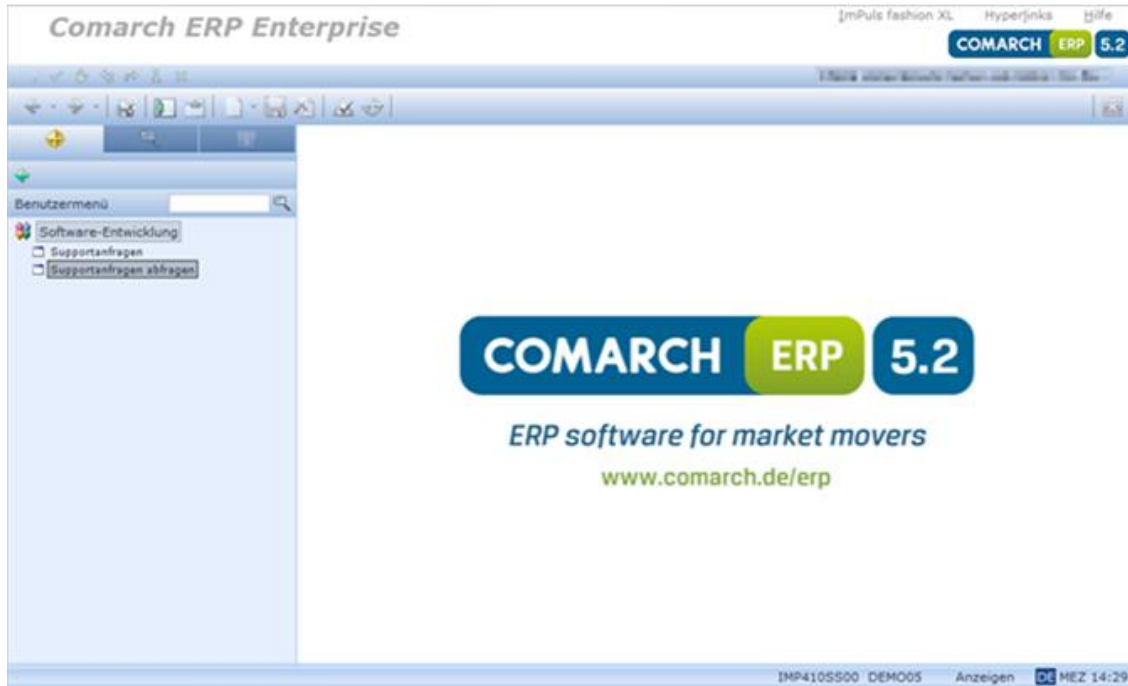 Comarch ERP Enterprise
ImPuls fashion XL Hyperlinks Hilfe
COMARCH ERP 5.2
Benutzermenü
Software-Entwicklung
Supportanfragen
Supportanfragen abfragen
COMARCH ERP 5.2
ERP software for market movers
www.comarch.de/erp
IMP410SS00 DEMO05 Anzeigen DE MEZ 14:29